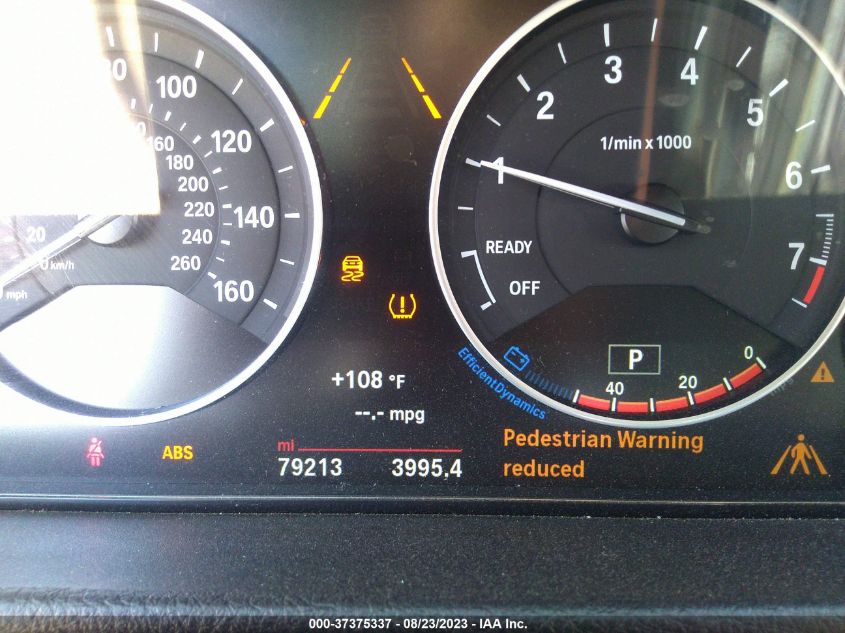 80
100
120
140
160
160
180
200
220
240
260
20
0 km/h
mph
1
2
3
4
5
6
7
1/min x 1000
READY
OFF
P
40
20
0
EfficientDynamics
+108 °F
--.- mpg
ABS
mi
79213 3995.4
Pedestrian Warning
reduced
000-37375337 - 08/23/2023 - IAA Inc.